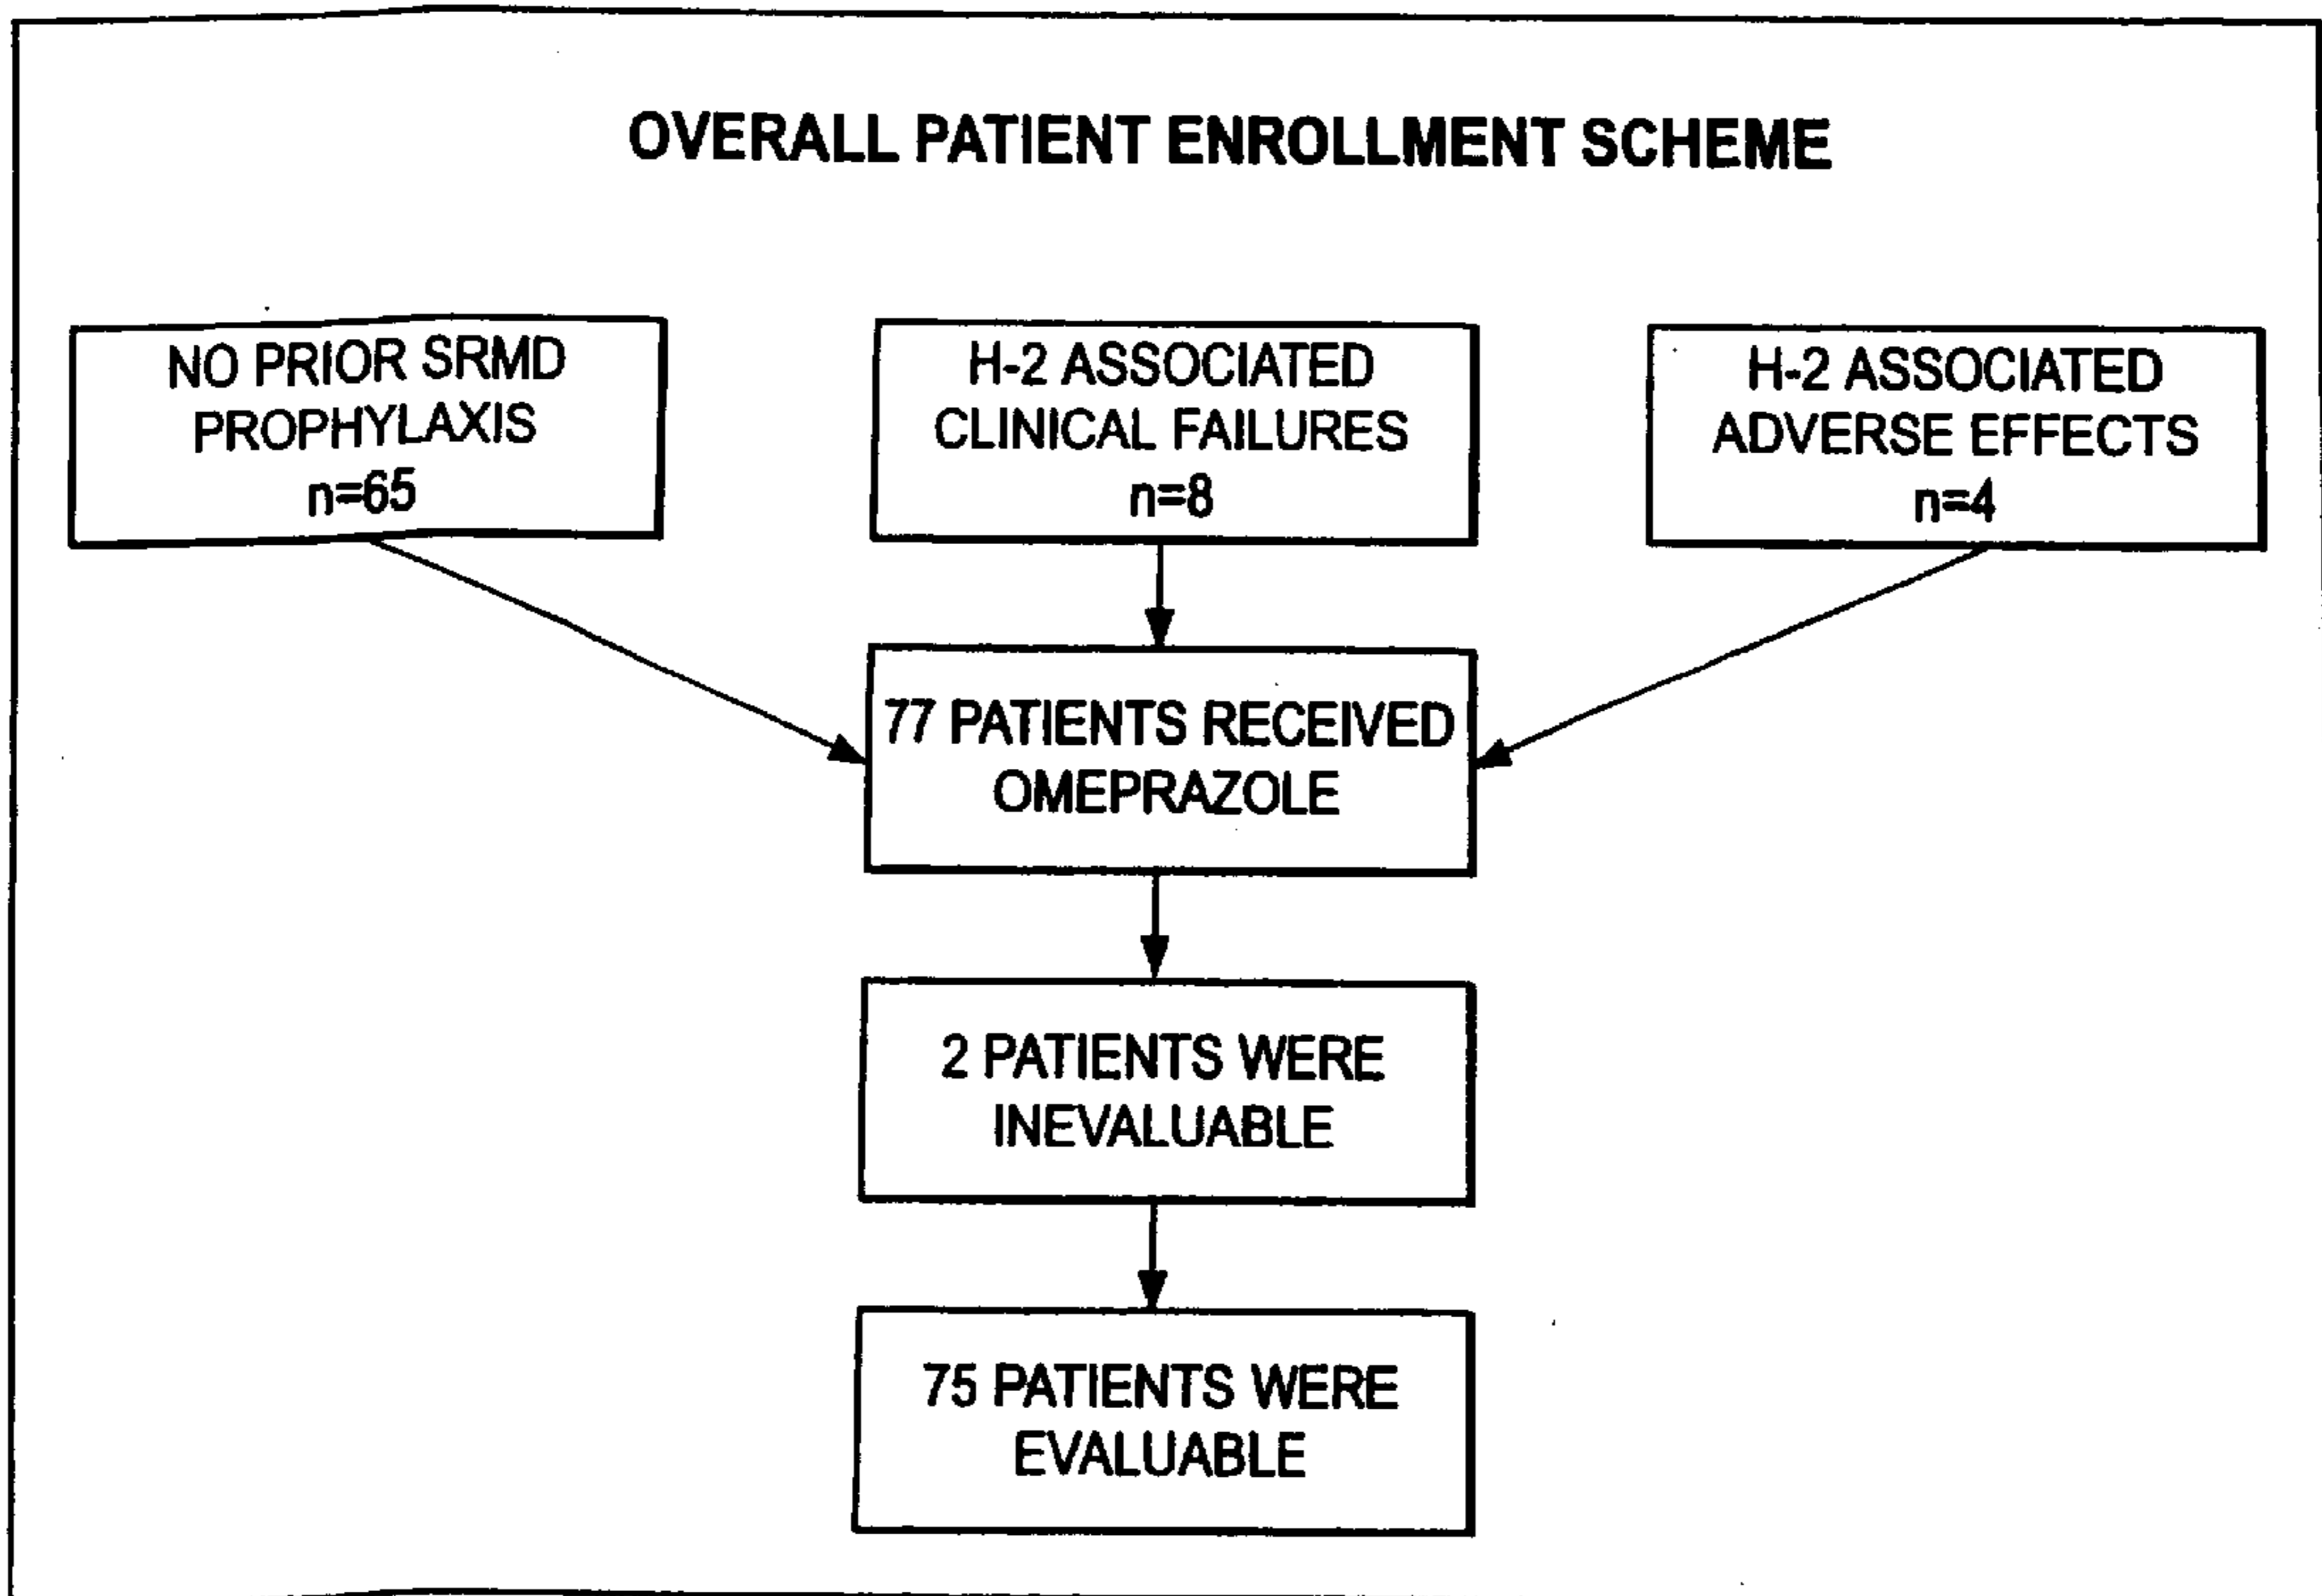 OVERALL PATIENT ENROLLMENT SCHEME
NO PRIOR SRMD
PROPHYLAXIS
n=65
H-2 ASSOCIATED
CLINICAL FAILURES
n=8
H-2 ASSOCIATED
ADVERSE EFFECTS
n=4
77 PATIENTS RECEIVED
OMEPRAZOLE
2 PATIENTS WERE
INEVALUABLE
75 PATIENTS WERE
EVALUABLE